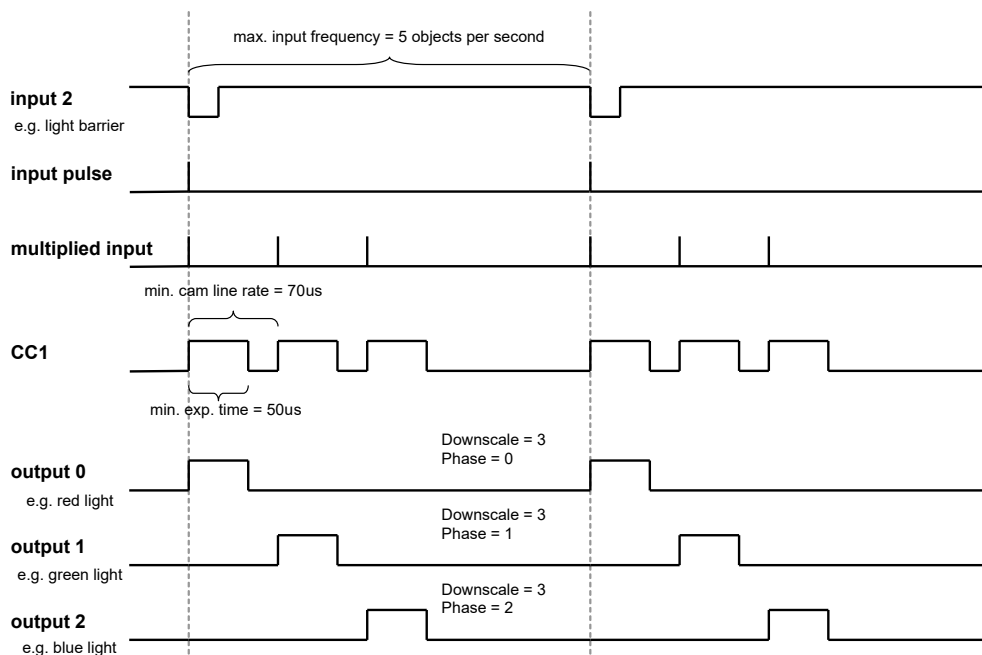 max. input frequency = 5 objects per second
input 2
e.g. light barrier
input pulse
multiplied input
min. cam line rate = 70us
CC1
min. exp. time = 50us
Downscale = 3
Phase = 0
output 0
e.g. red light
Downscale = 3
Phase = 1
output 1
e.g. green light
Downscale = 3
Phase = 2
output 2
e.g. blue light